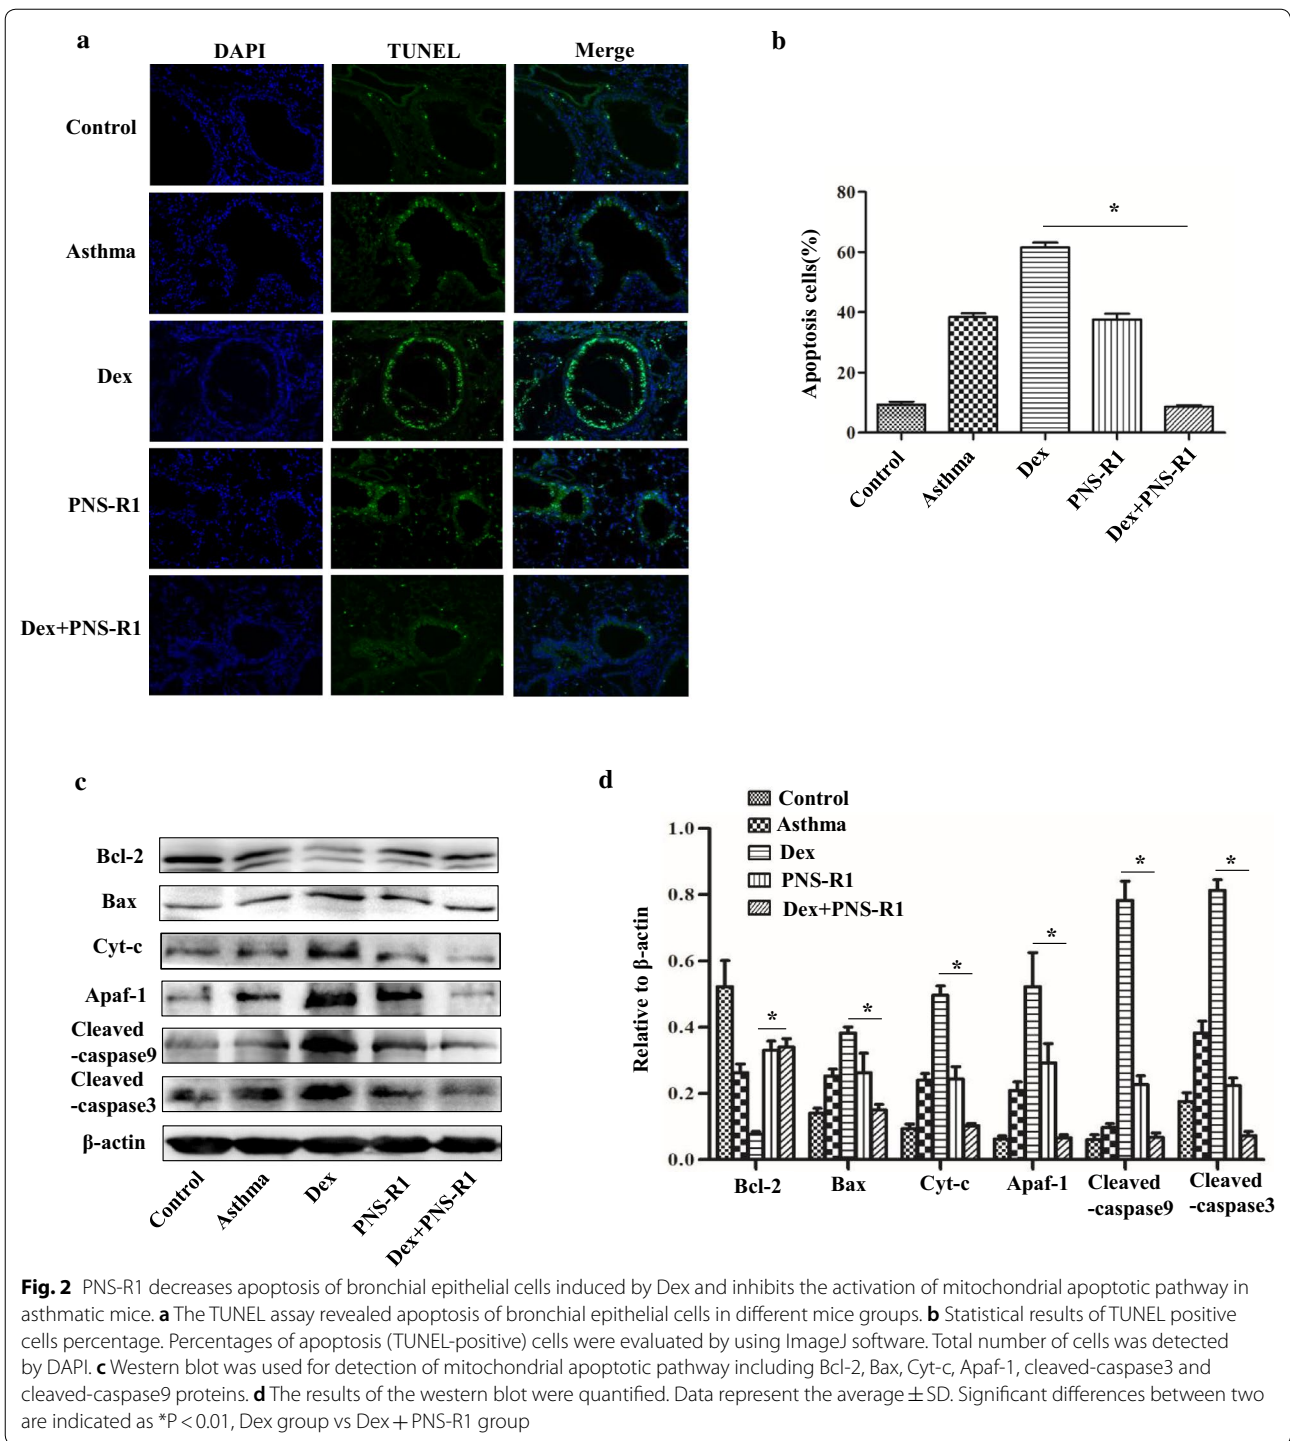 a
DAPI TUNEL Merge
Control
Asthma
Dex
PNS-R1
Dex+PNS-R1
b
Apoptosis cells(%)
80
60
40
20
0
Control Asthma Dex PNS-R1 Dex+PNS-R1
*
c
Bcl-2
Bax
Cyt-c
Apaf-1
Cleaved
-caspase9
Cleaved
-caspase3
β-actin
Control Asthma Dex PNS-R1 Dex+PNS-R1
d
Control
Asthma
Dex
PNS-R1
Dex+PNS-R1
Relative to β-actin
1.0
0.8
0.6
0.4
0.2
0.0
* * * * * *
Bcl-2 Bax Cyt-c Apaf-1 Cleaved Cleaved
-caspase9 -caspase3
Fig. 2 PNS-R1 decreases apoptosis of bronchial epithelial cells induced by Dex and inhibits the activation of mitochondrial apoptotic pathway in
asthmatic mice. a The TUNEL assay revealed apoptosis of bronchial epithelial cells in different mice groups. b Statistical results of TUNEL positive
cells percentage. Percentages of apoptosis (TUNEL-positive) cells were evaluated by using ImageJ software. Total number of cells was detected
by DAPI. c Western blot was used for detection of mitochondrial apoptotic pathway including Bcl-2, Bax, Cyt-c, Apaf-1, cleaved-caspase3 and
cleaved-caspase9 proteins. d The results of the western blot were quantified. Data represent the average ± SD. Significant differences between two
are indicated as *P < 0.01, Dex group vs Dex + PNS-R1 group